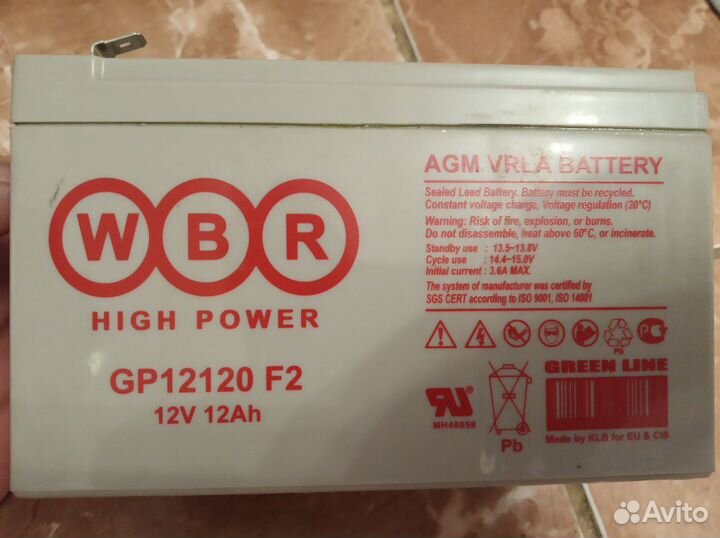 WBR
HIGH POWER
GP12120 F2
12V 12Ah
AGM VRLA BATTERY
Sealed Lead Battery. Battery must be recycled.
Constant voltage charge, Voltage regulation (20°C)
Warning: Risk of fire, explosion, or burns.
Do not disassemble, heat above 60°C, or incinerate.
Standby use : 13.5~13.8V
Cycle use : 14.4~15.0V
Initial current : 3.6A MAX.
The system of manufacturer was certified by
SGS CERT according to ISO 9001, ISO 14001
Pb
MH48659
Pb
GREEN LINE
Made by KLB for EU & CIS
Avito